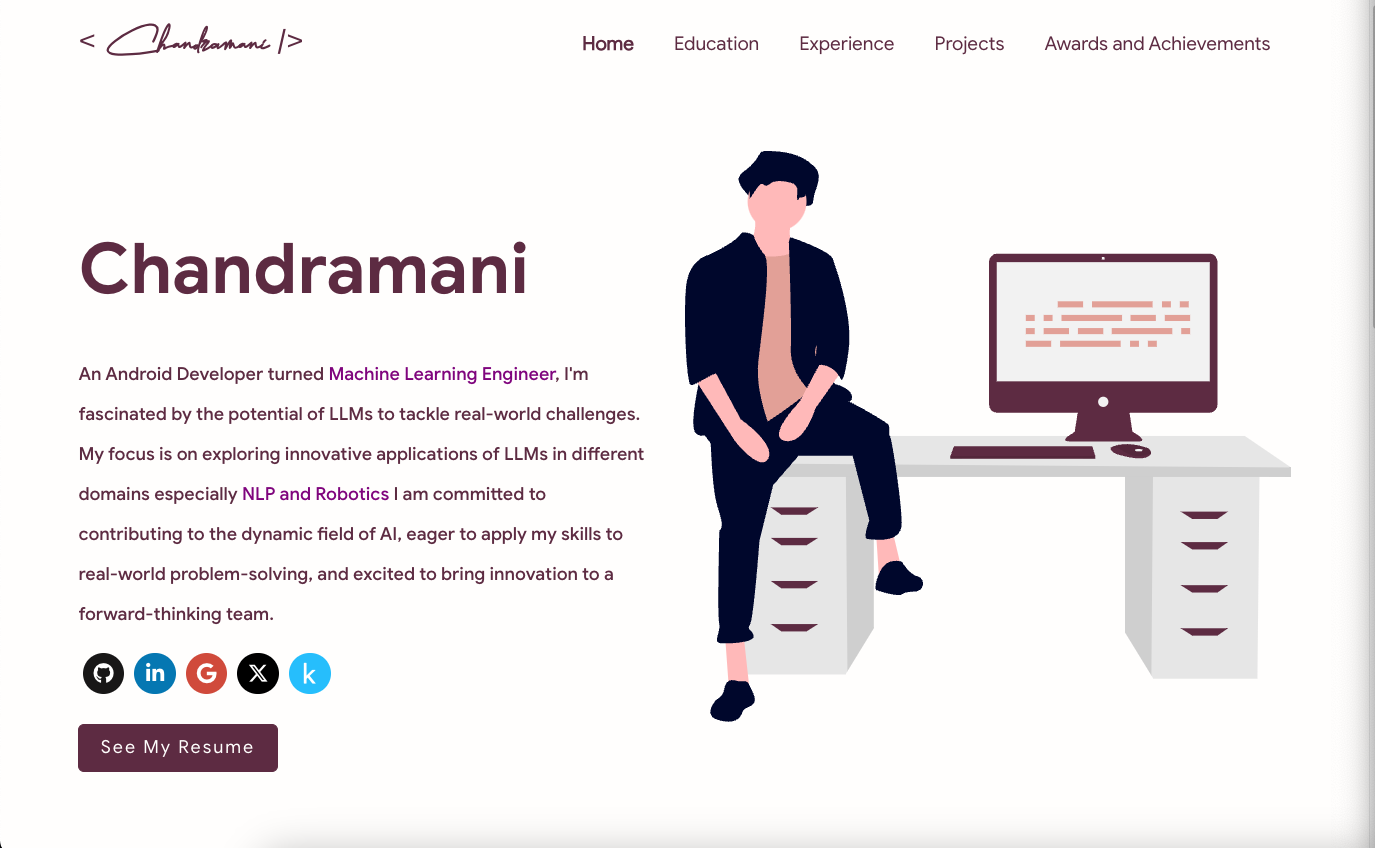 < Chandramani />
Home Education Experience Projects Awards and Achievements
Chandramani
An Android Developer turned Machine Learning Engineer, I'm
fascinated by the potential of LLMs to tackle real-world challenges.
My focus is on exploring innovative applications of LLMs in different
domains especially NLP and Robotics I am committed to
contributing to the dynamic field of AI, eager to apply my skills to
real-world problem-solving, and excited to bring innovation to a
forward-thinking team.
in G X k
See My Resume